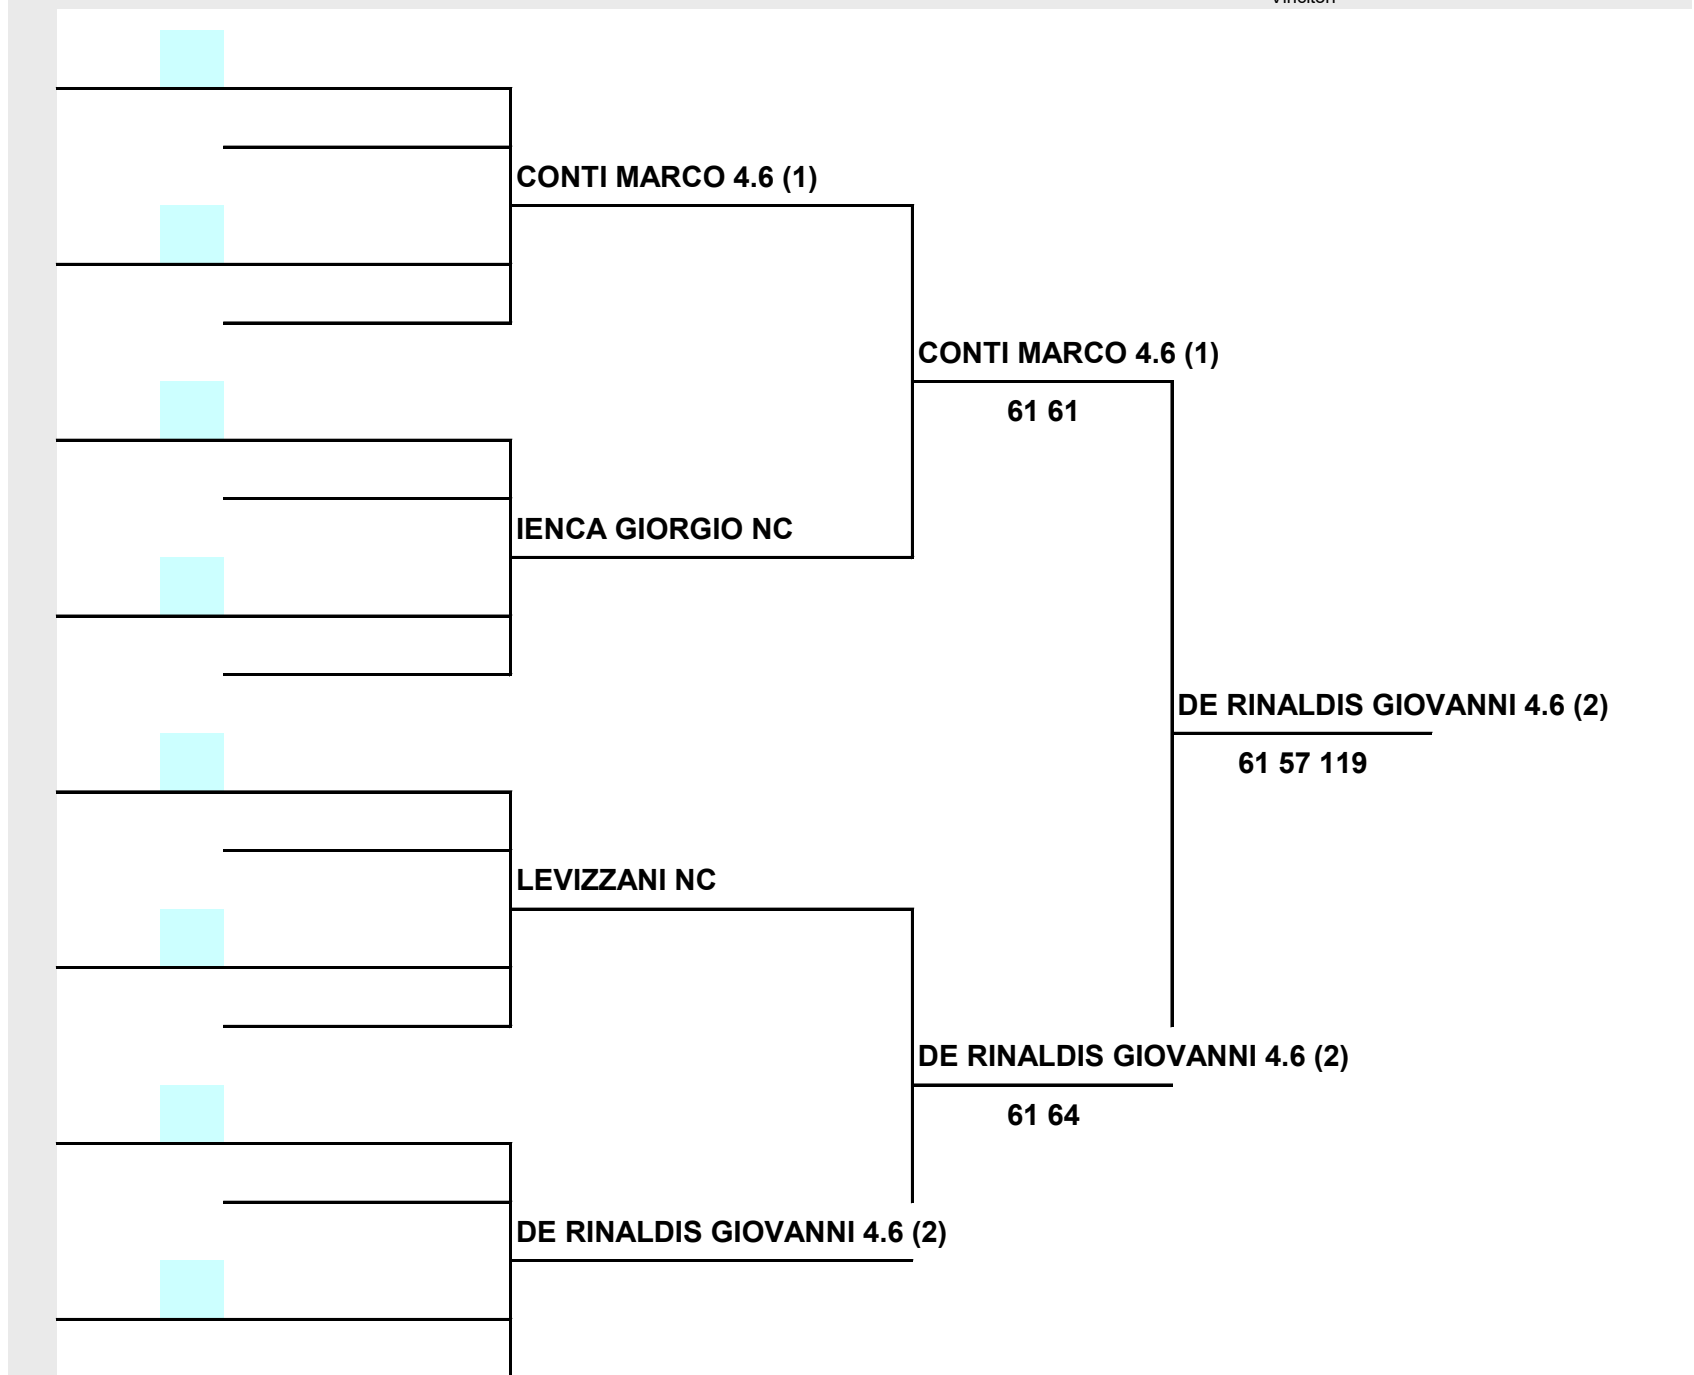 Vincitori
CONTI MARCO 4.6 (1)
CONTI MARCO 4.6 (1)
61 61
IENCA GIORGIO NC
DE RINALDIS GIOVANNI 4.6 (2)
61 57 119
LEVIZZANI NC
DE RINALDIS GIOVANNI 4.6 (2)
61 64
DE RINALDIS GIOVANNI 4.6 (2)